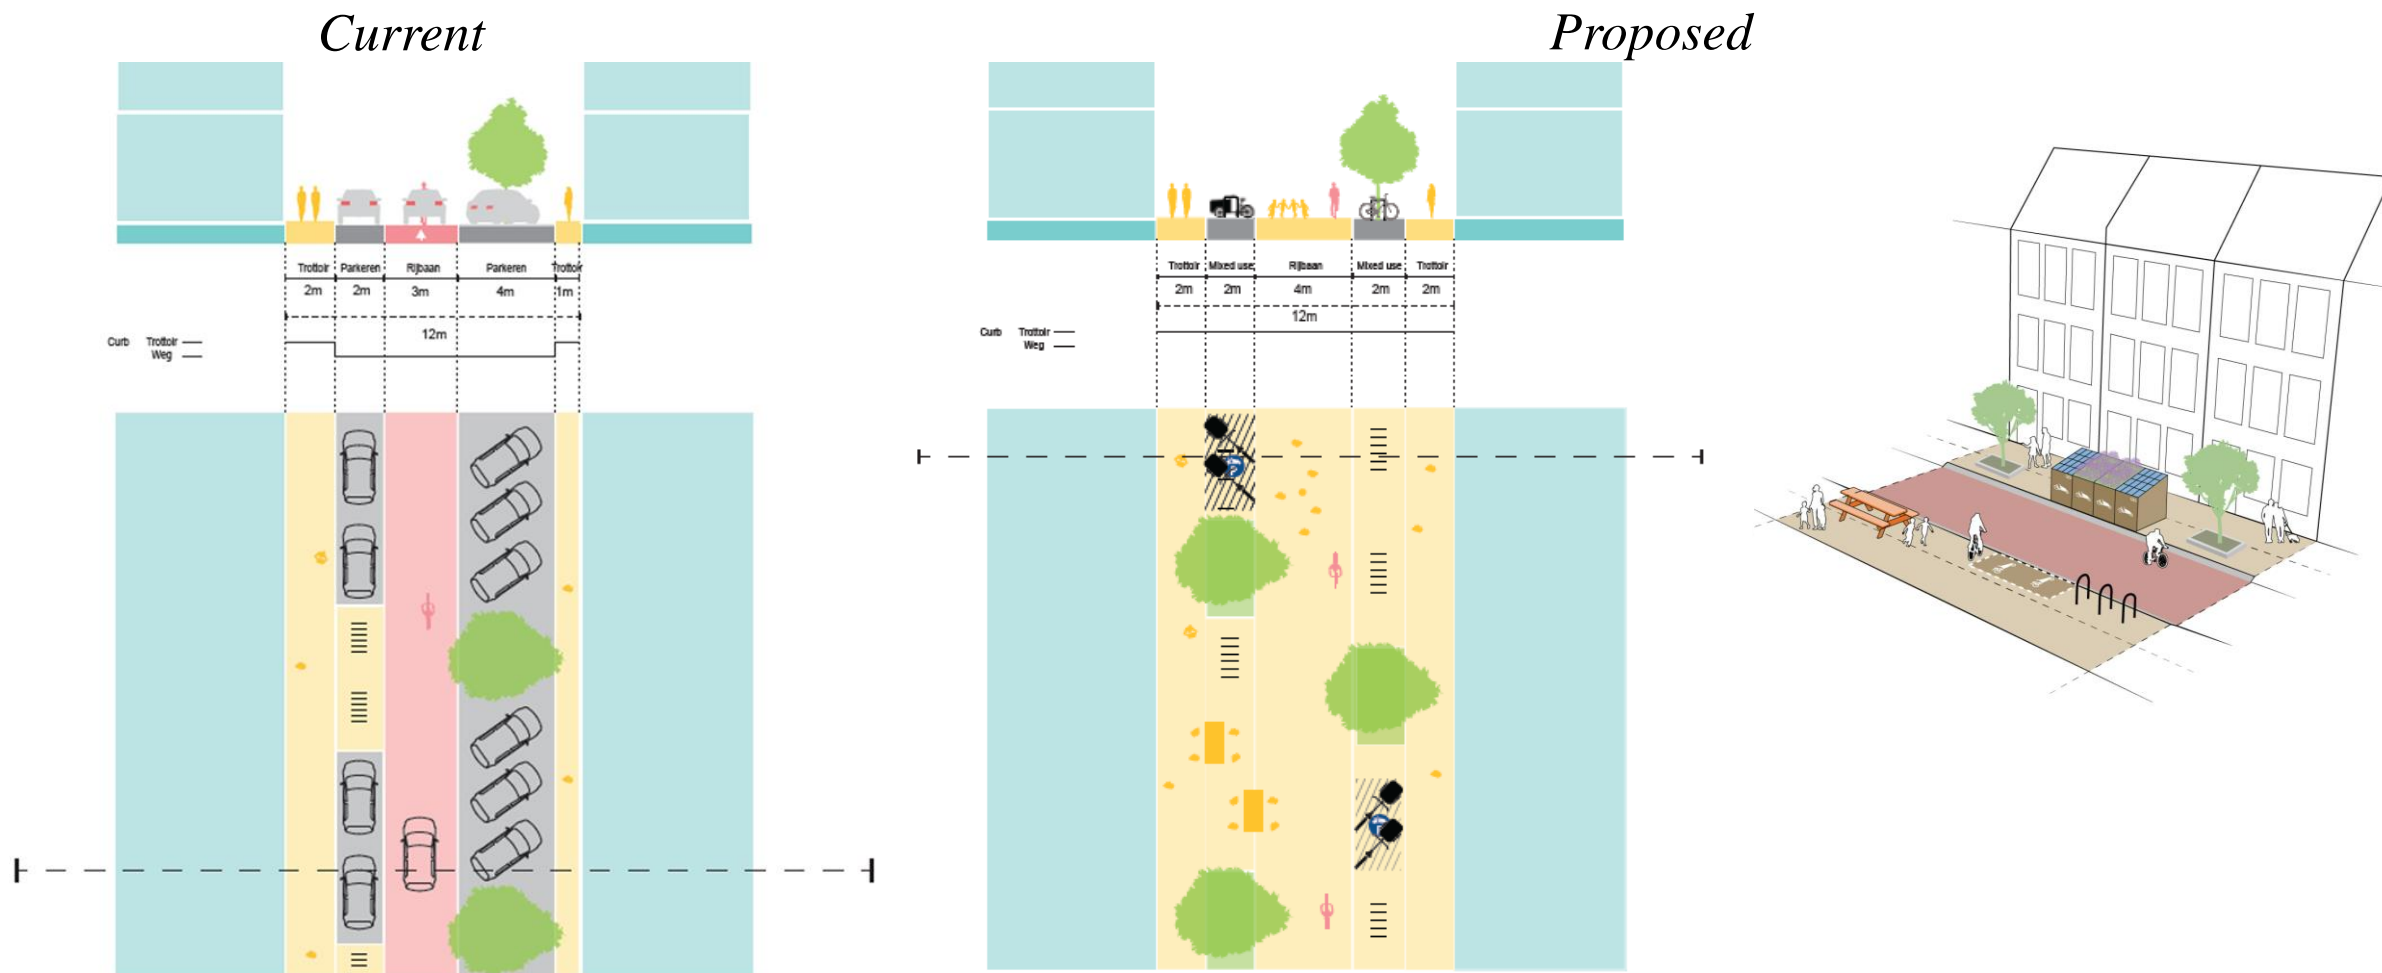 Current
Proposed
Trottoir Parkeren Rijbaan Parkeren Trottoir
2m 2m 3m 4m 1m
12m
Curb Trottoir
Weg
Trottoir Mixed use Rijbaan Mixed use Trottoir
2m 2m 4m 2m 2m
12m
Curb Trottoir
Weg